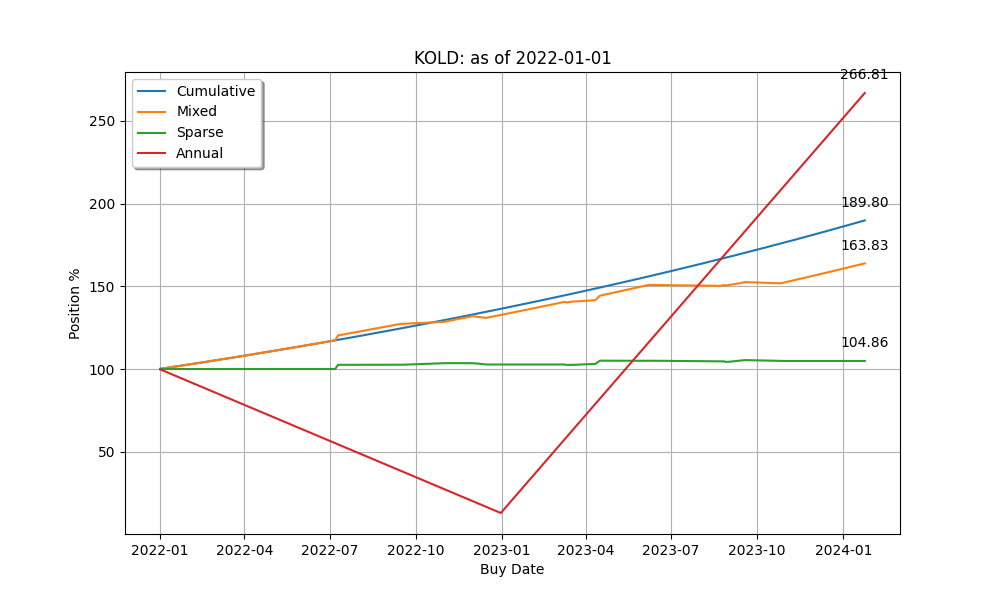 KOLD: as of 2022-01-01
Cumulative
Mixed
Sparse
Annual
266.81
189.80
163.83
104.86
250
200
150
100
50
Position %
2022-01 2022-04 2022-07 2022-10 2023-01 2023-04 2023-07 2023-10 2024-01
Buy Date